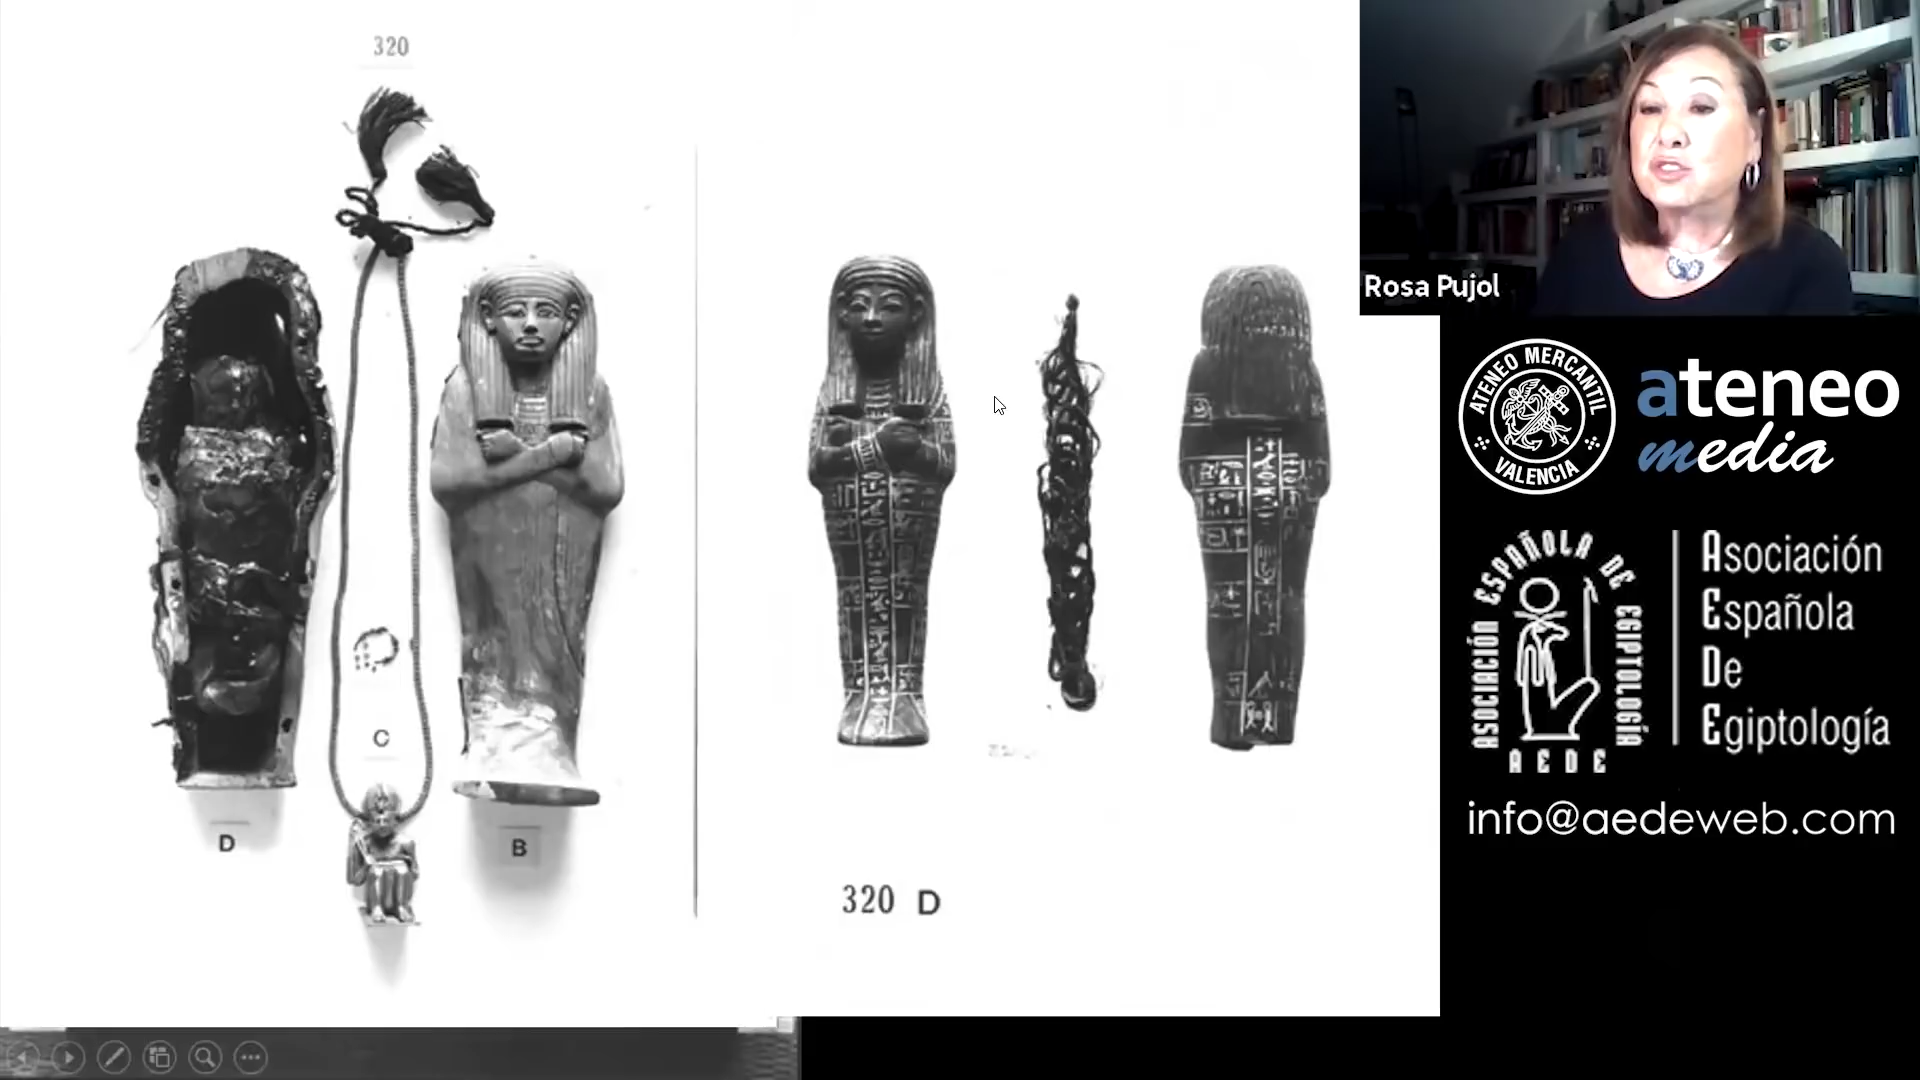 320
D
C
B
320 D
Rosa Pujol
ATENEO MERCANTIL
VALENCIA
ateneo
media
ASOCIACIÓN ESPAÑOLA DE EGIPTOLOGÍA
AEDE
Asociación
Española
De
Egiptología
info@aedeweb.com